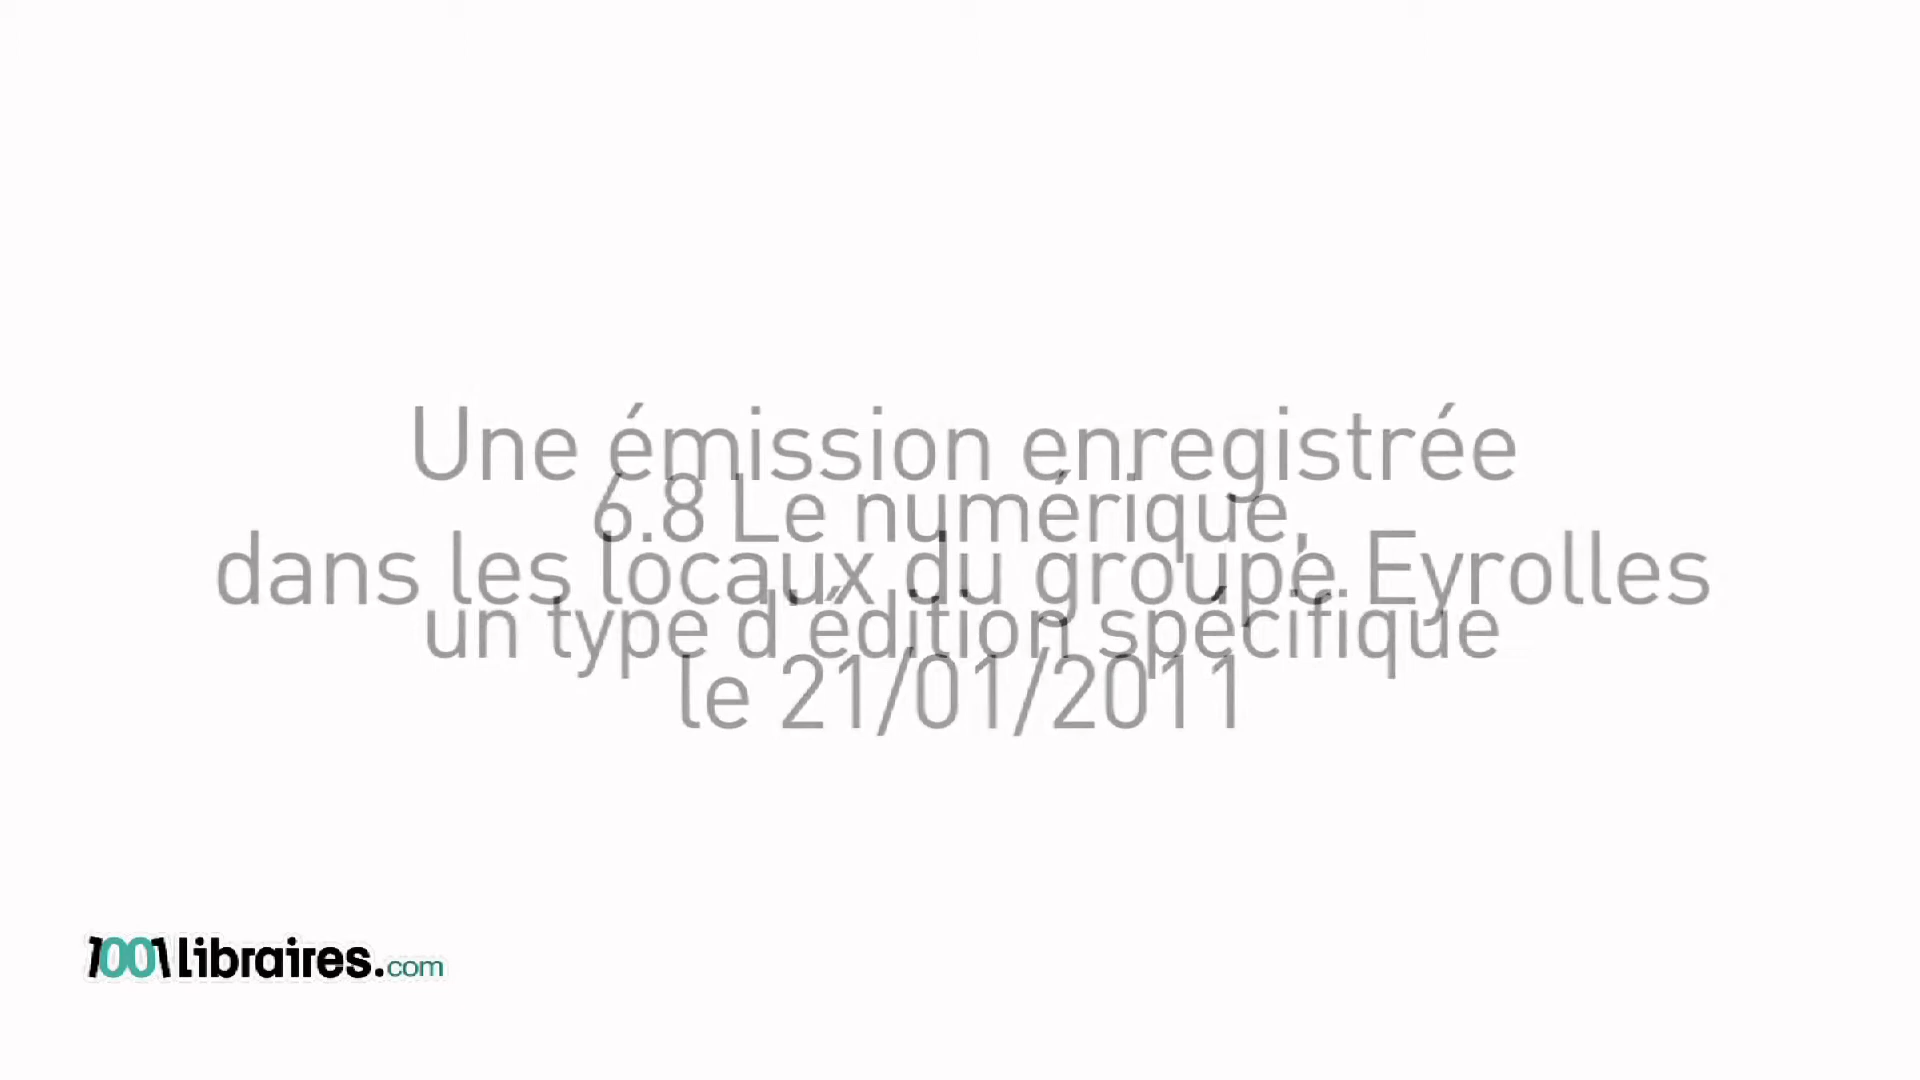 Une émission enregistrée
6.8 Le numérique,
dans les locaux du groupe Eyrolles
un type d'édition spécifique
le 21/01/2011
1001libraires.com